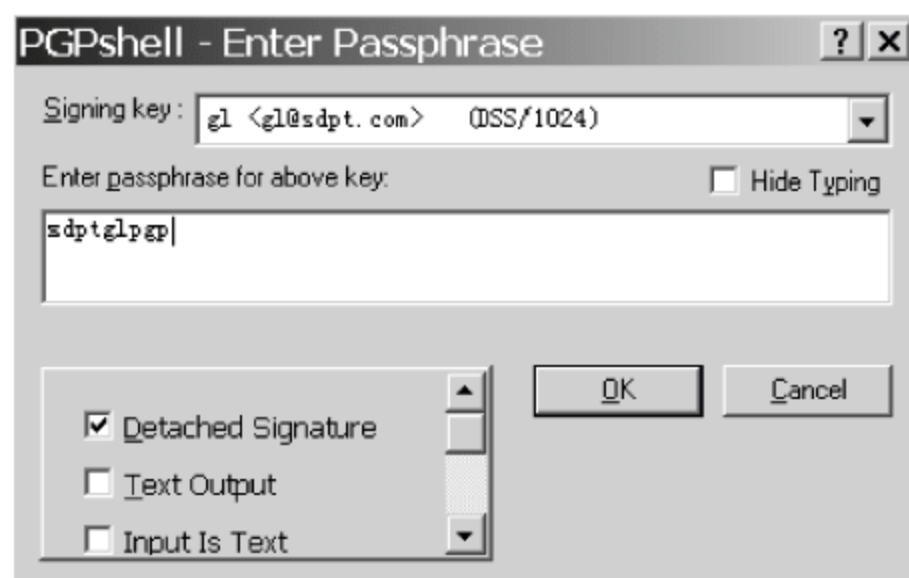 PGPshell - Enter Passphrase
Signing key : gl <gl@sdpt.com> (DSS/1024)
Enter passphrase for above key: Hide Typing
sdptglpgp
OK Cancel
Detached Signature
Text Output
Input Is Text